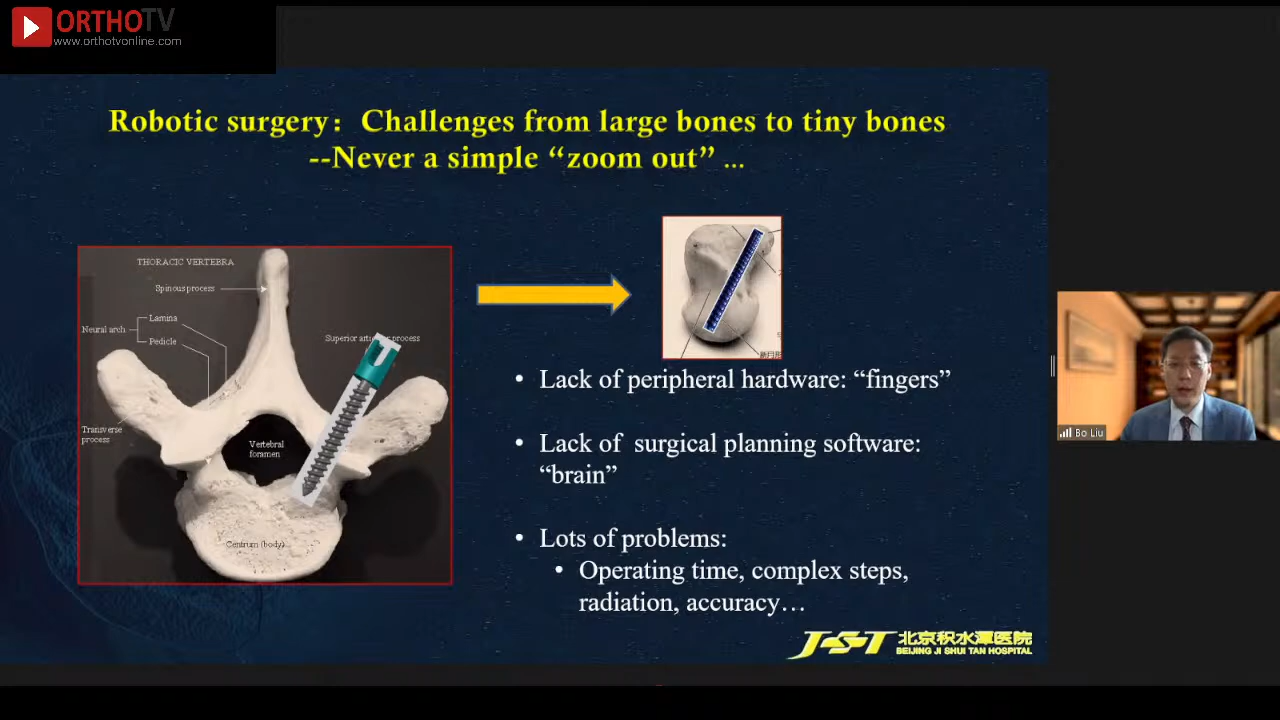 ORTHOTV
www.orthotvonline.com
Robotic surgery： Challenges from large bones to tiny bones
--Never a simple “zoom out” ...
THORACIC VERTEBRA
Spinous process
Lamina
Neural arch
Pedicle
Superior process
Transverse
process
Vertebral
foramen
Centrum (body)
• Lack of peripheral hardware: “fingers”
• Lack of surgical planning software:
“brain”
• Lots of problems:
• Operating time, complex steps,
radiation, accuracy…
JST 北京积水潭医院
BEIJING JI SHUI TAN HOSPITAL
Bo Liu